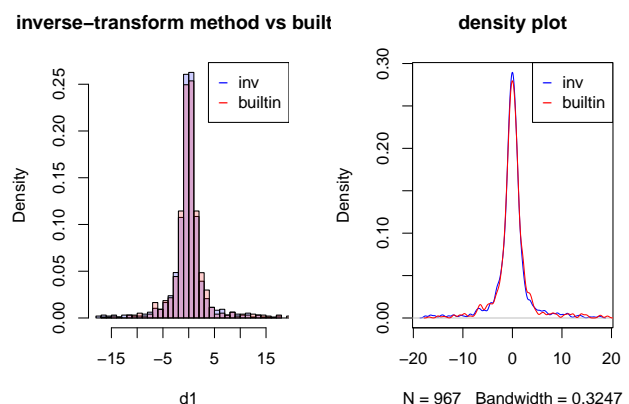 inverse−transform method vs built
density plot
inv
builtin
Density
0.00 0.05 0.10 0.15 0.20 0.25
−15 −5 5 15
d1
inv
builtin
Density
0.00 0.10 0.20 0.30
−20 −10 0 10 20
N = 967 Bandwidth = 0.3247